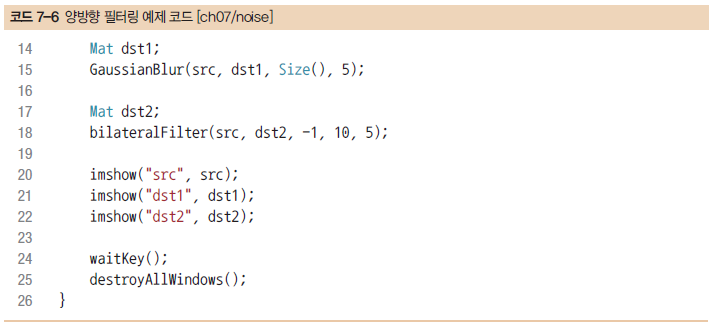 코드 7-6 양방향 필터링 예제 코드 [ch07/noise]
14 Mat dst1;
15 GaussianBlur(src, dst1, Size(), 5);
16
17 Mat dst2;
18 bilateralFilter(src, dst2, -1, 10, 5);
19
20 imshow("src", src);
21 imshow("dst1", dst1);
22 imshow("dst2", dst2);
23
24 waitKey();
25 destroyAllWindows();
26 }